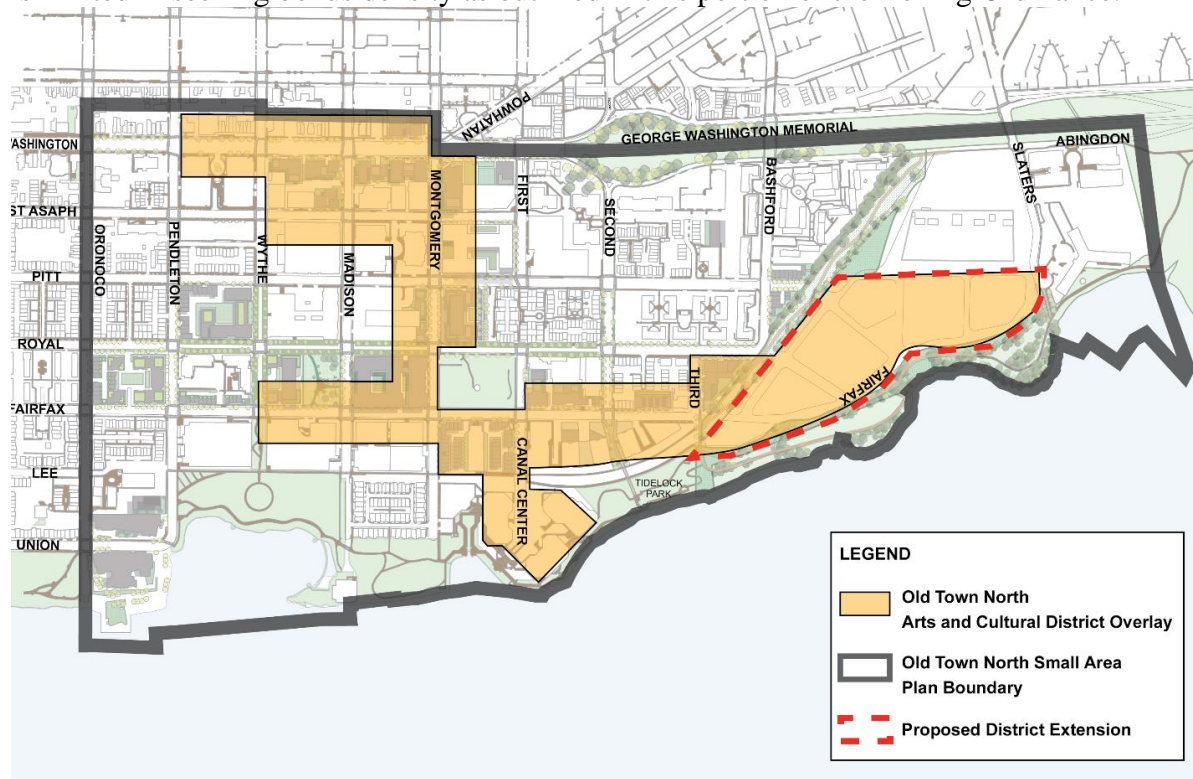 POWHATAN
GEORGE WASHINGTON MEMORIAL
ABINGDON
SLATERS
WASHINGTON
BASHFORD
MONTGOMERY
FIRST
SECOND
ST ASAPH
ORONOCO
PENDLETON
WYTHE
MADISON
PITT
ROYAL
THIRD
FAIRFAX
FAIRFAX
CANAL CENTER
LEE
TIDELOCK
PARK
UNION
LEGEND
Old Town North
Arts and Cultural District Overlay
Old Town North Small Area
Plan Boundary
Proposed District Extension